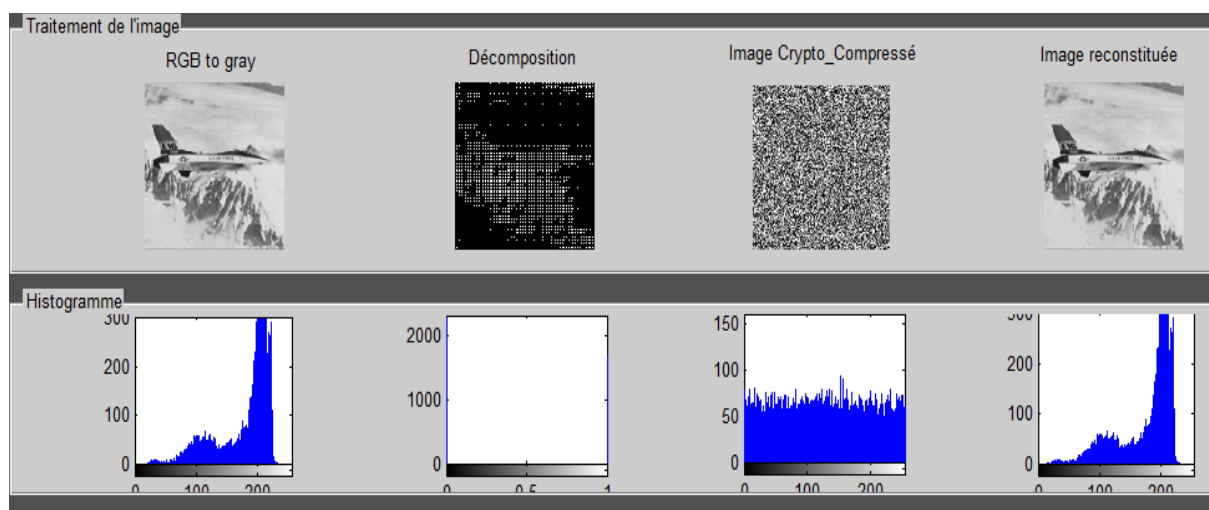 Traitement de l'image
RGB to gray
Décomposition
Image Crypto_Compressé
Image reconstituée
Histogramme
300
200
100
0
0 100 200
2000
1000
0
0 0.5 1
150
100
50
0
0 100 200
300
200
100
0
0 100 200